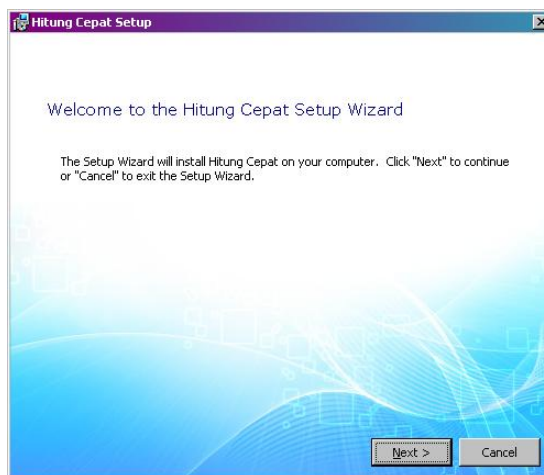 Hitung Cepat Setup
Welcome to the Hitung Cepat Setup Wizard
The Setup Wizard will install Hitung Cepat on your computer. Click "Next" to continue
or "Cancel" to exit the Setup Wizard.
Next > Cancel